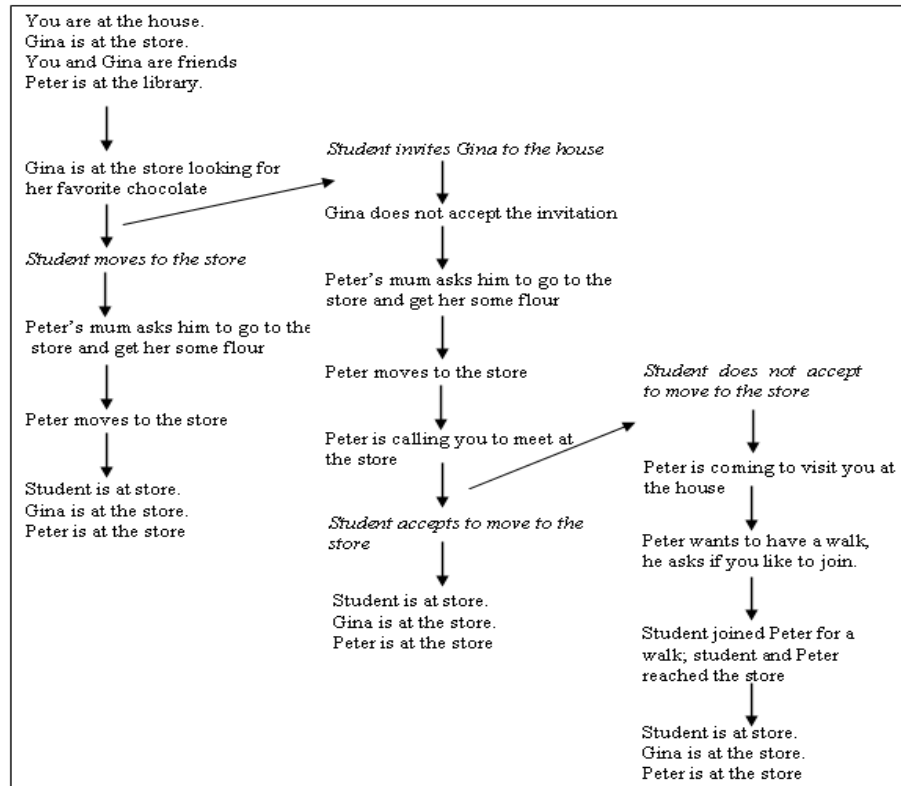 You are at the house.
Gina is at the store.
You and Gina are friends
Peter is at the library.
Gina is at the store looking for
her favorite chocolate
Student moves to the store
Peter's mum asks him to go to the
store and get her some flour
Peter moves to the store
Student is at store.
Gina is at the store.
Peter is at the store
Student invites Gina to the house
Gina does not accept the invitation
Peter's mum asks him to go to the
store and get her some flour
Peter moves to the store
Peter is calling you to meet at
the store
Student accepts to move to the
store
Student is at store.
Gina is at the store.
Peter is at the store
Student does not accept
to move to the store
Peter is coming to visit you at
the house
Peter wants to have a walk,
he asks if you like to join.
Student joined Peter for a
walk; student and Peter
reached the store
Student is at store.
Gina is at the store.
Peter is at the store